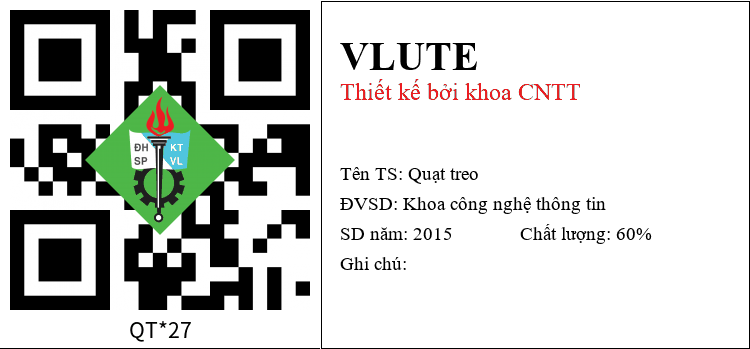 ĐH KT
SP VL
QT*27
VLUTE
Thiết kế bởi khoa CNTT
Tên TS: Quạt treo
ĐVSD: Khoa công nghệ thông tin
SD năm: 2015 Chất lượng: 60%
Ghi chú: